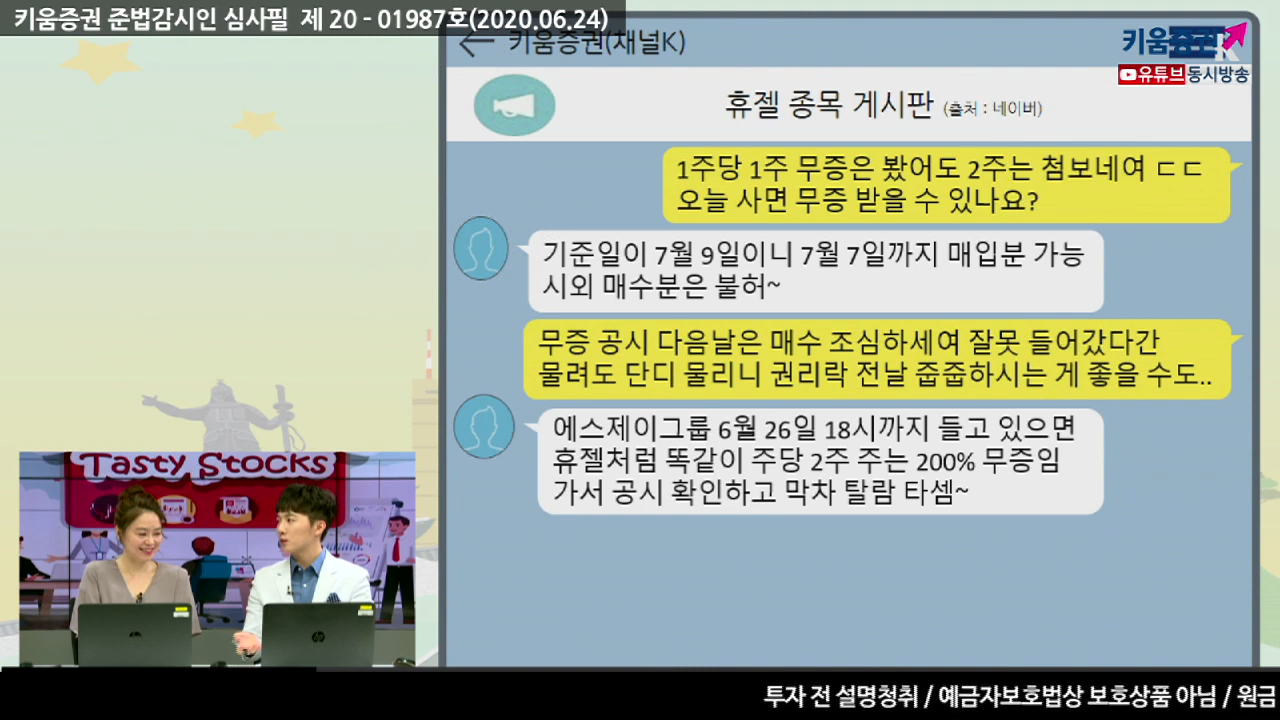 키움증권 준법감시인 심사필 제 20 - 01987호(2020.06.24)
키움증권(채널K)
키움증권
K
유튜브동시방송
휴젤 종목 게시판 (출처 : 네이버)
1주당 1주 무증은 봤어도 2주는 첨보네여 ㄷㄷ
오늘 사면 무증 받을 수 있나요?
기준일이 7월 9일이니 7월 7일까지 매입분 가능
시외 매수분은 불허~
무증 공시 다음날은 매수 조심하세여 잘못 들어갔다간
물려도 단디 물리니 권리락 전날 줍줍하시는 게 좋을 수도..
에스제이그룹 6월 26일 18시까지 들고 있으면
휴젤처럼 똑같이 주당 2주 주는 200% 무증임
가서 공시 확인하고 막차 탈람 타셈~
Tasty Stocks
hp
투자 전 설명청취 / 예금자보호법상 보호상품 아님 / 원금